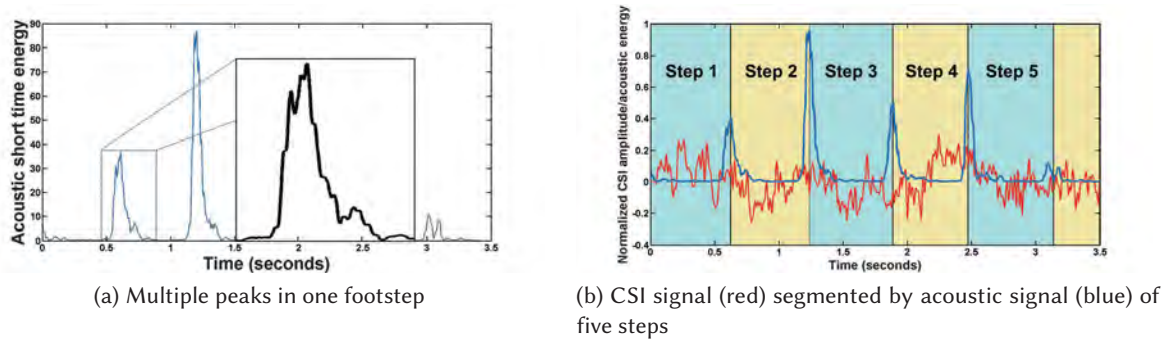 Acoustic short time energy
90
80
70
60
50
40
30
20
10
0
0 0.5 1 1.5 2 2.5 3 3.5
Time (seconds)
(a) Multiple peaks in one footstep
Normalized CSI amplitude/acoustic energy
1
0.8
0.6
0.4
0.2
0
-0.2
-0.4
Step 1 Step 2 Step 3 Step 4 Step 5
0 0.5 1 1.5 2 2.5 3 3.5
Time (seconds)
(b) CSI signal (red) segmented by acoustic signal (blue) of
five steps